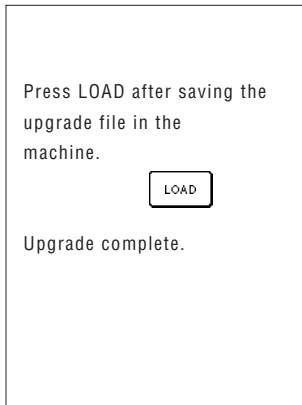 Press LOAD after saving the
upgrade file in the
machine.
LOAD
Upgrade complete.